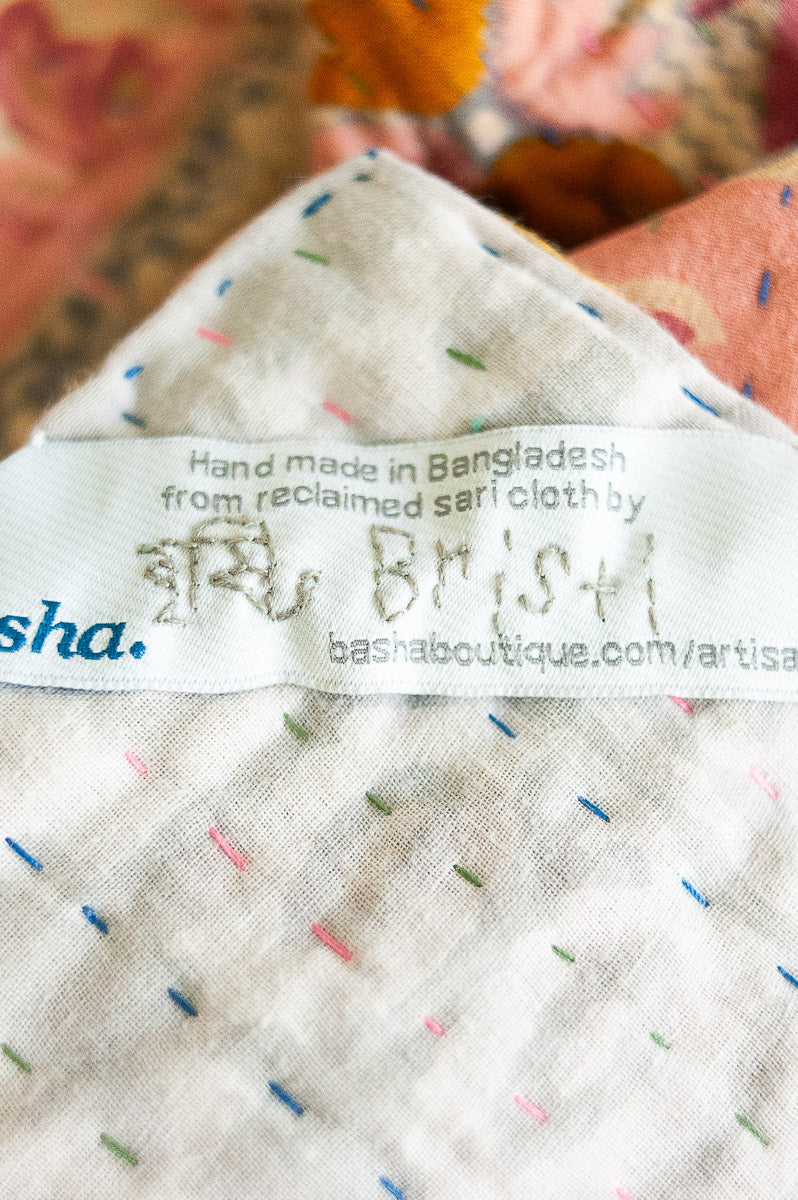 Hand made in Bangladesh
from reclaimed sari cloth by
বৃষ্টি Bristi
sha.
bashaboutique.com/artisa